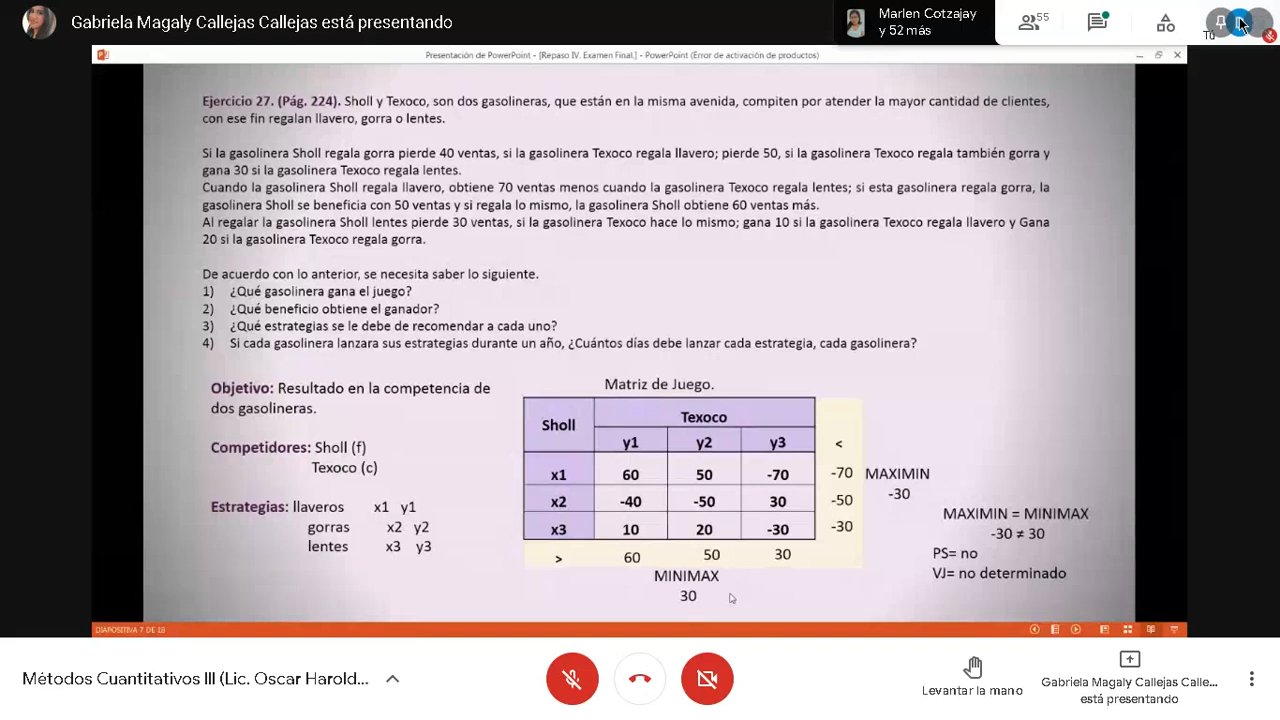 Gabriela Magaly Callejas Callejas está presentando
Marlen Cotzajay
y 52 más
55
Tú
Presentación de PowerPoint - [Repaso IV. Examen Final.] - PowerPoint (Error de activación de productos)
Ejercicio 27. (Pág. 224). Sholl y Texoco, son dos gasolineras, que están en la misma avenida, compiten por atender la mayor cantidad de clientes,
con ese fin regalan llavero, gorra o lentes.
Si la gasolinera Sholl regala gorra pierde 40 ventas, si la gasolinera Texoco regala llavero; pierde 50, si la gasolinera Texoco regala también gorra y
gana 30 si la gasolinera Texoco regala lentes.
Cuando la gasolinera Sholl regala llavero, obtiene 70 ventas menos cuando la gasolinera Texoco regala lentes; si esta gasolinera regala gorra, la
gasolinera Sholl se beneficia con 50 ventas y si regala lo mismo, la gasolinera Sholl obtiene 60 ventas más.
Al regalar la gasolinera Sholl lentes pierde 30 ventas, si la gasolinera Texoco hace lo mismo; gana 10 si la gasolinera Texoco regala llavero y Gana
20 si la gasolinera Texoco regala gorra.
De acuerdo con lo anterior, se necesita saber lo siguiente.
1) ¿Qué gasolinera gana el juego?
2) ¿Qué beneficio obtiene el ganador?
3) ¿Qué estrategias se le debe de recomendar a cada uno?
4) Si cada gasolinera lanzara sus estrategias durante un año, ¿Cuántos días debe lanzar cada estrategia, cada gasolinera?
Objetivo: Resultado en la competencia de
dos gasolineras.
Competidores: Sholl (f)
Texoco (c)
Estrategias: llaveros x1 y1
gorras x2 y2
lentes x3 y3
Matriz de Juego.
Sholl Texoco
y1 y2 y3 <
x1 60 50 -70 -70
x2 -40 -50 30 -50
x3 10 20 -30 -30
> 60 50 30
MINIMAX
30
MAXIMIN
-30
MAXIMIN = MINIMAX
-30 ≠ 30
PS= no
VJ= no determinado
DIAPOSITIVA 7 DE 18
Métodos Cuantitativos III (Lic. Oscar Harold...
Levantar la mano
Gabriela Magaly Callejas Calle...
está presentando